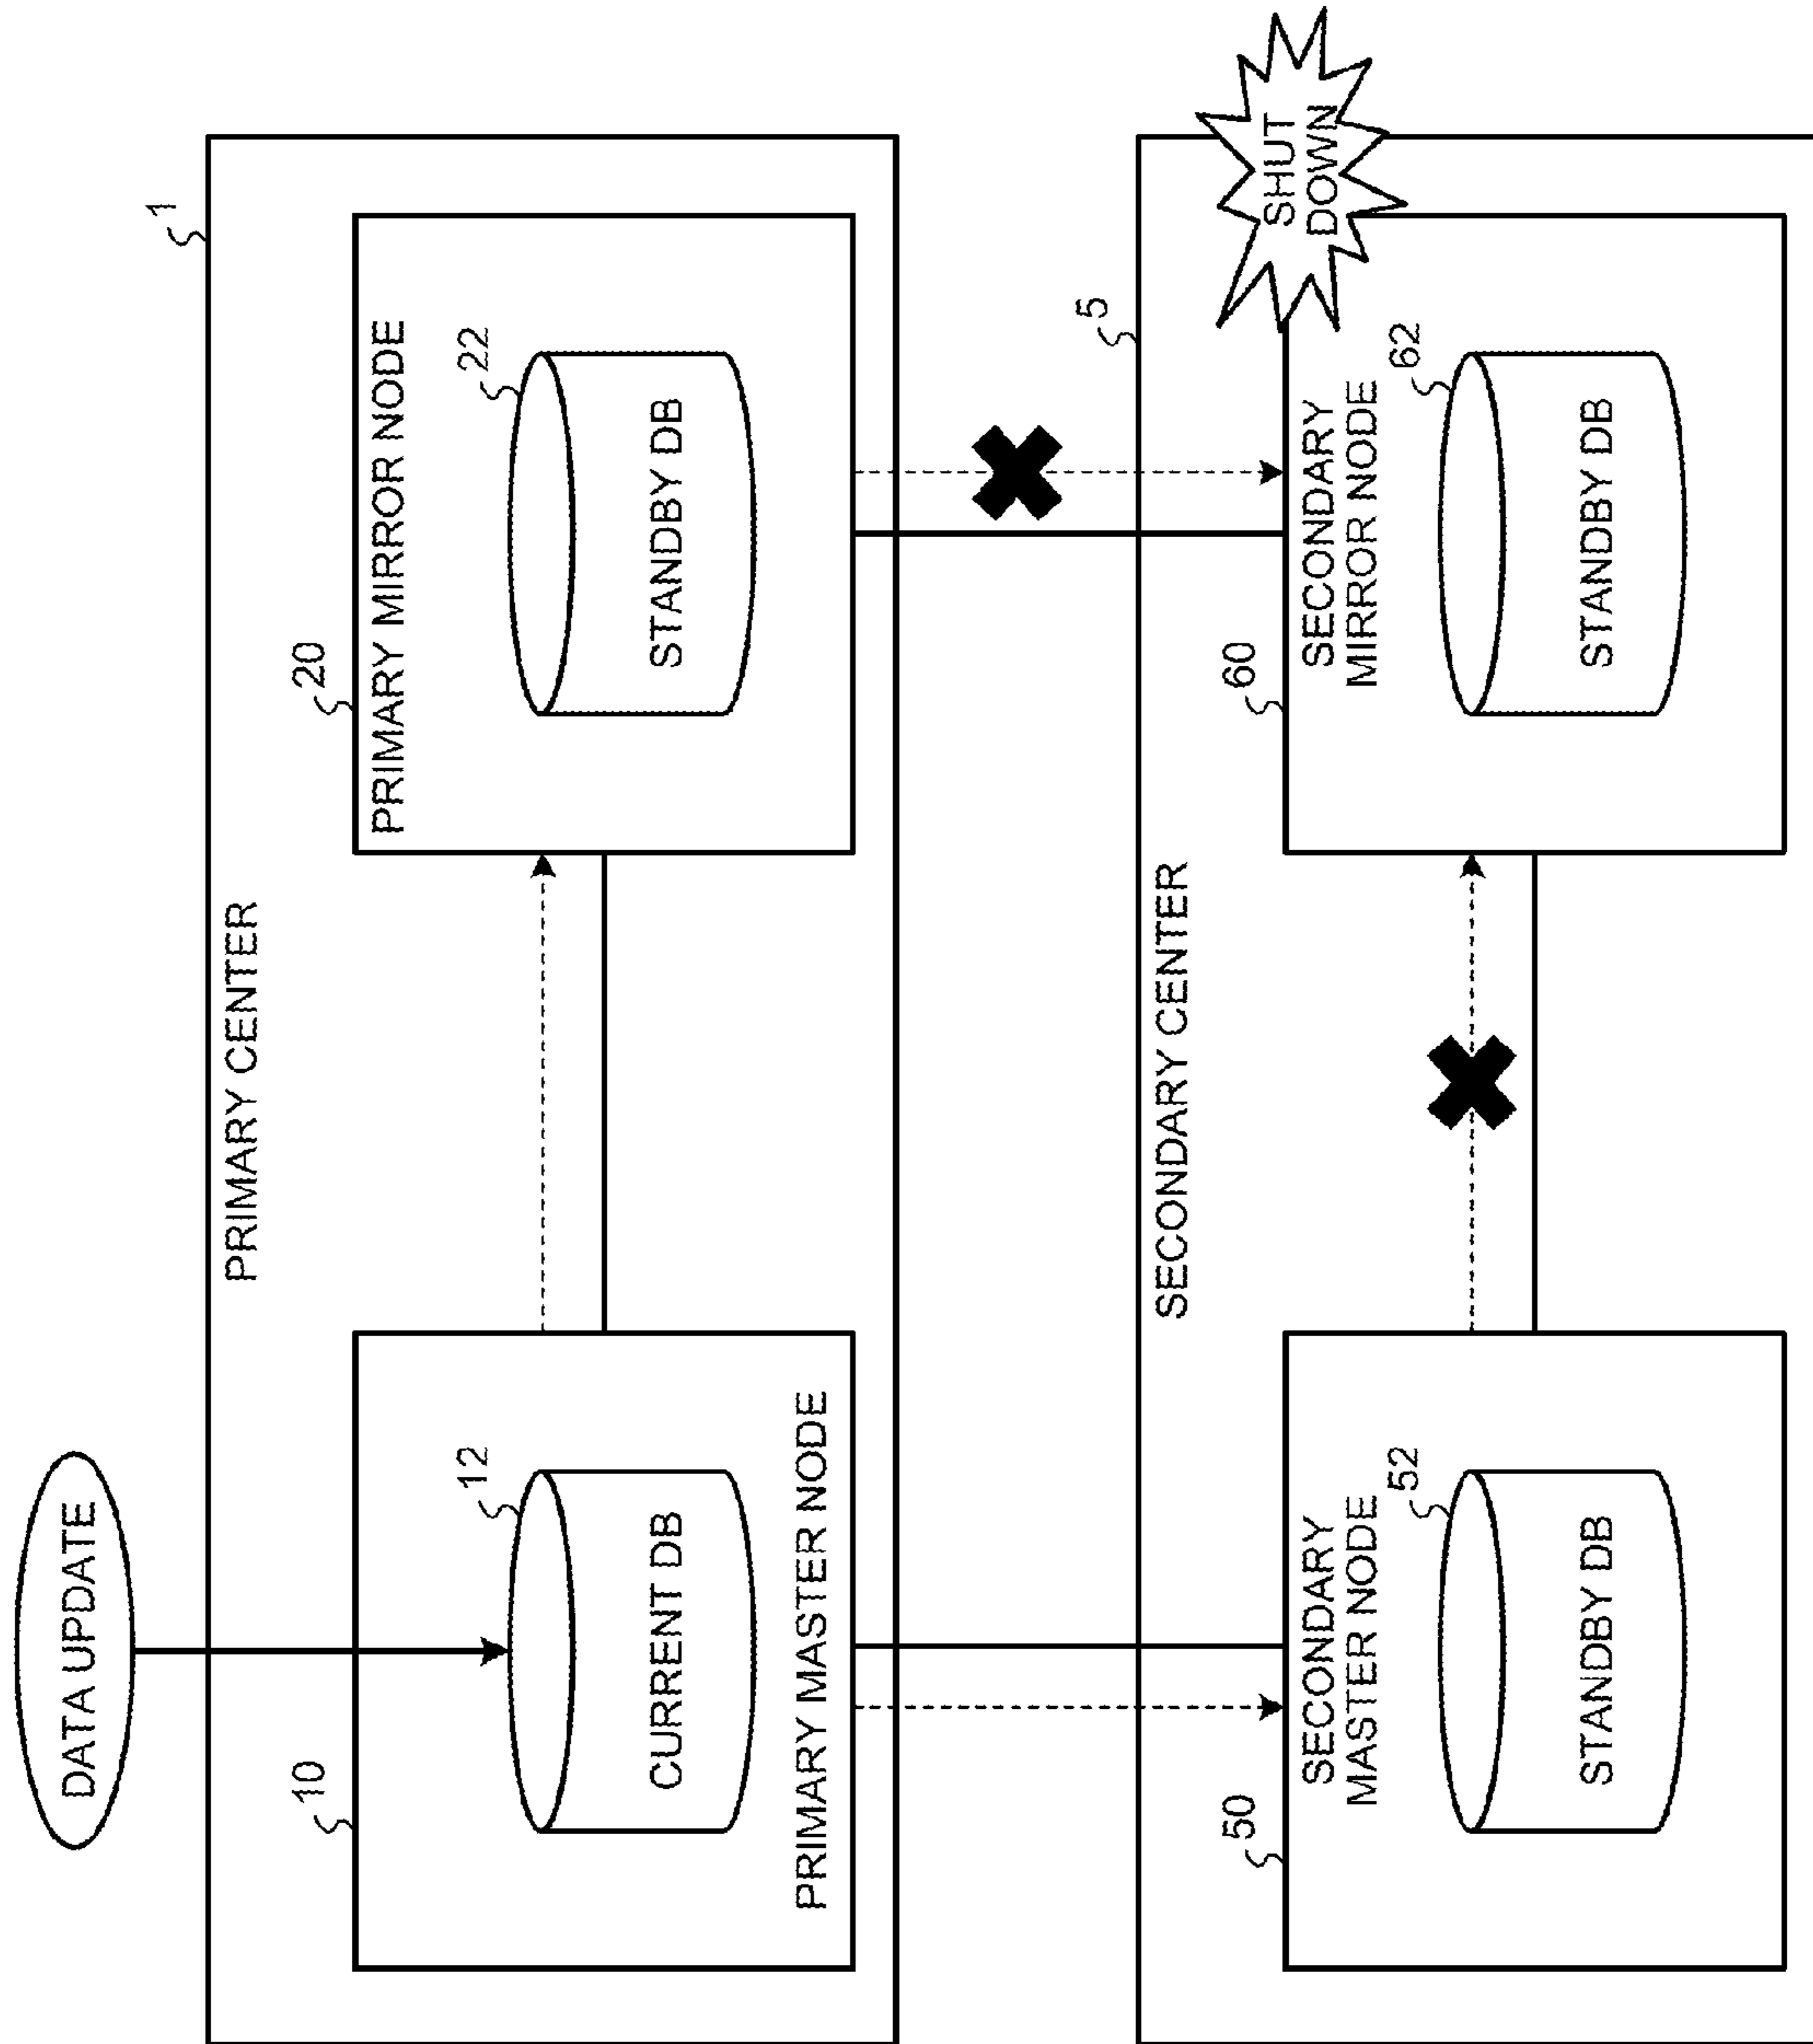 DATA UPDATE
1
PRIMARY CENTER
10
12
CURRENT DB
PRIMARY MASTER NODE
20
PRIMARY MIRROR NODE
22
STANDBY DB
5
SECONDARY CENTER
50
SECONDARY
MASTER NODE
52
STANDBY DB
60
SECONDARY
MIRROR NODE
62
STANDBY DB
SHUT
DOWN